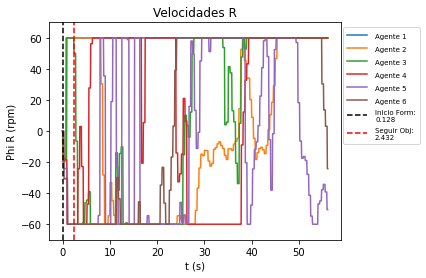 Velocidades R
Phi R (rpm)
60
40
20
0
−20
−40
−60
0
10
20
30
40
50
t (s)
Agente 1
Agente 2
Agente 3
Agente 4
Agente 5
Agente 6
Inicio Form:
0.128
Seguir Obj:
2.432